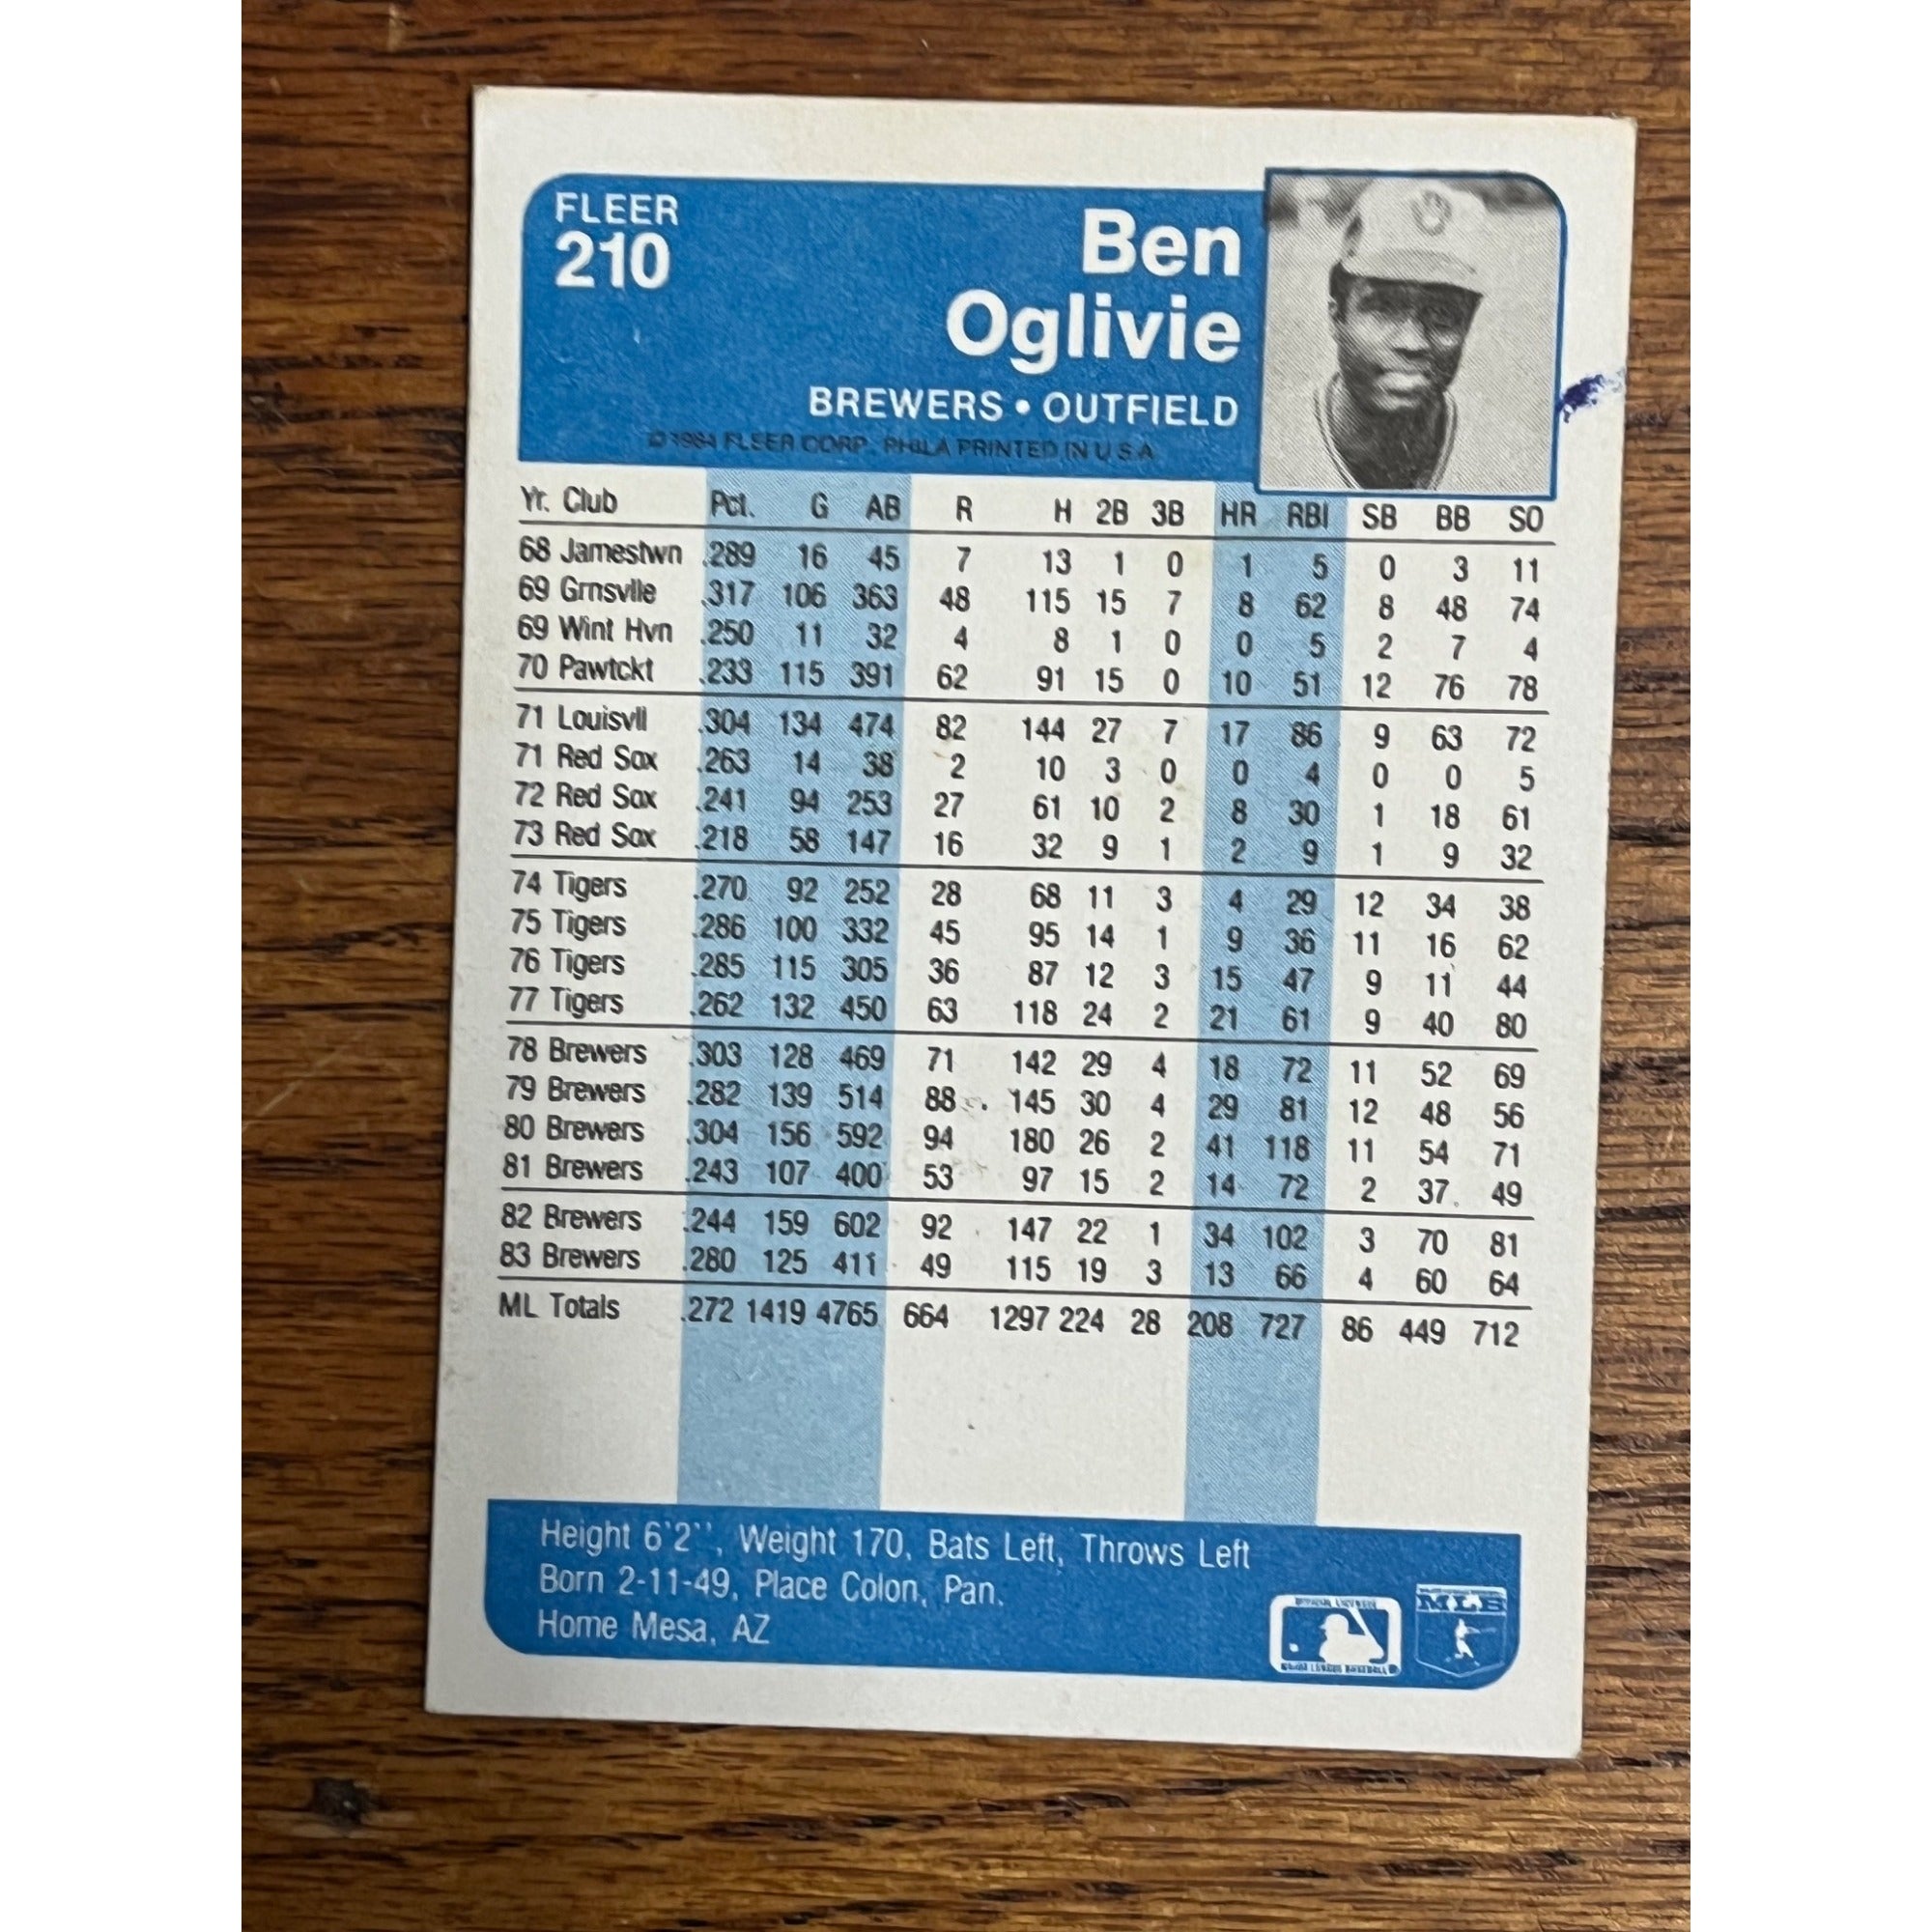 FLEER
210
Ben
Oglivie
BREWERS • OUTFIELD
© 1984 FLEER CORP. PHILA PRINTED IN U S A
Yr. Club Pct. G AB R H 2B 3B HR RBI SB BB SO
68 Jamestwn .289 16 45 7 13 1 0 1 5 0 3 11
69 Grnsvlle .317 106 363 48 115 15 7 8 62 8 48 74
69 Wint Hvn .250 11 32 4 8 1 0 0 5 2 7 4
70 Pawtckt .233 115 391 62 91 15 0 10 51 12 76 78
71 Louisvll .304 134 474 82 144 27 7 17 86 9 63 72
71 Red Sox .263 14 38 2 10 3 0 0 4 0 0 5
72 Red Sox .241 94 253 27 61 10 2 8 30 1 18 61
73 Red Sox .218 58 147 16 32 9 1 2 9 1 9 32
74 Tigers .270 92 252 28 68 11 3 4 29 12 34 38
75 Tigers .286 100 332 45 95 14 1 9 36 11 16 62
76 Tigers .285 115 305 36 87 12 3 15 47 9 11 44
77 Tigers .262 132 450 63 118 24 2 21 61 9 40 80
78 Brewers .303 128 469 71 142 29 4 18 72 11 52 69
79 Brewers .282 139 514 88 145 30 4 29 81 12 48 56
80 Brewers .304 156 592 94 180 26 2 41 118 11 54 71
81 Brewers .243 107 400 53 97 15 2 14 72 2 37 49
82 Brewers .244 159 602 92 147 22 1 34 102 3 70 81
83 Brewers .280 125 411 49 115 19 3 13 66 4 60 64
ML Totals .272 1419 4765 664 1297 224 28 208 727 86 449 712
Height 6'2'', Weight 170, Bats Left, Throws Left
Born 2-11-49, Place Colon, Pan.
Home Mesa, AZ
MLB